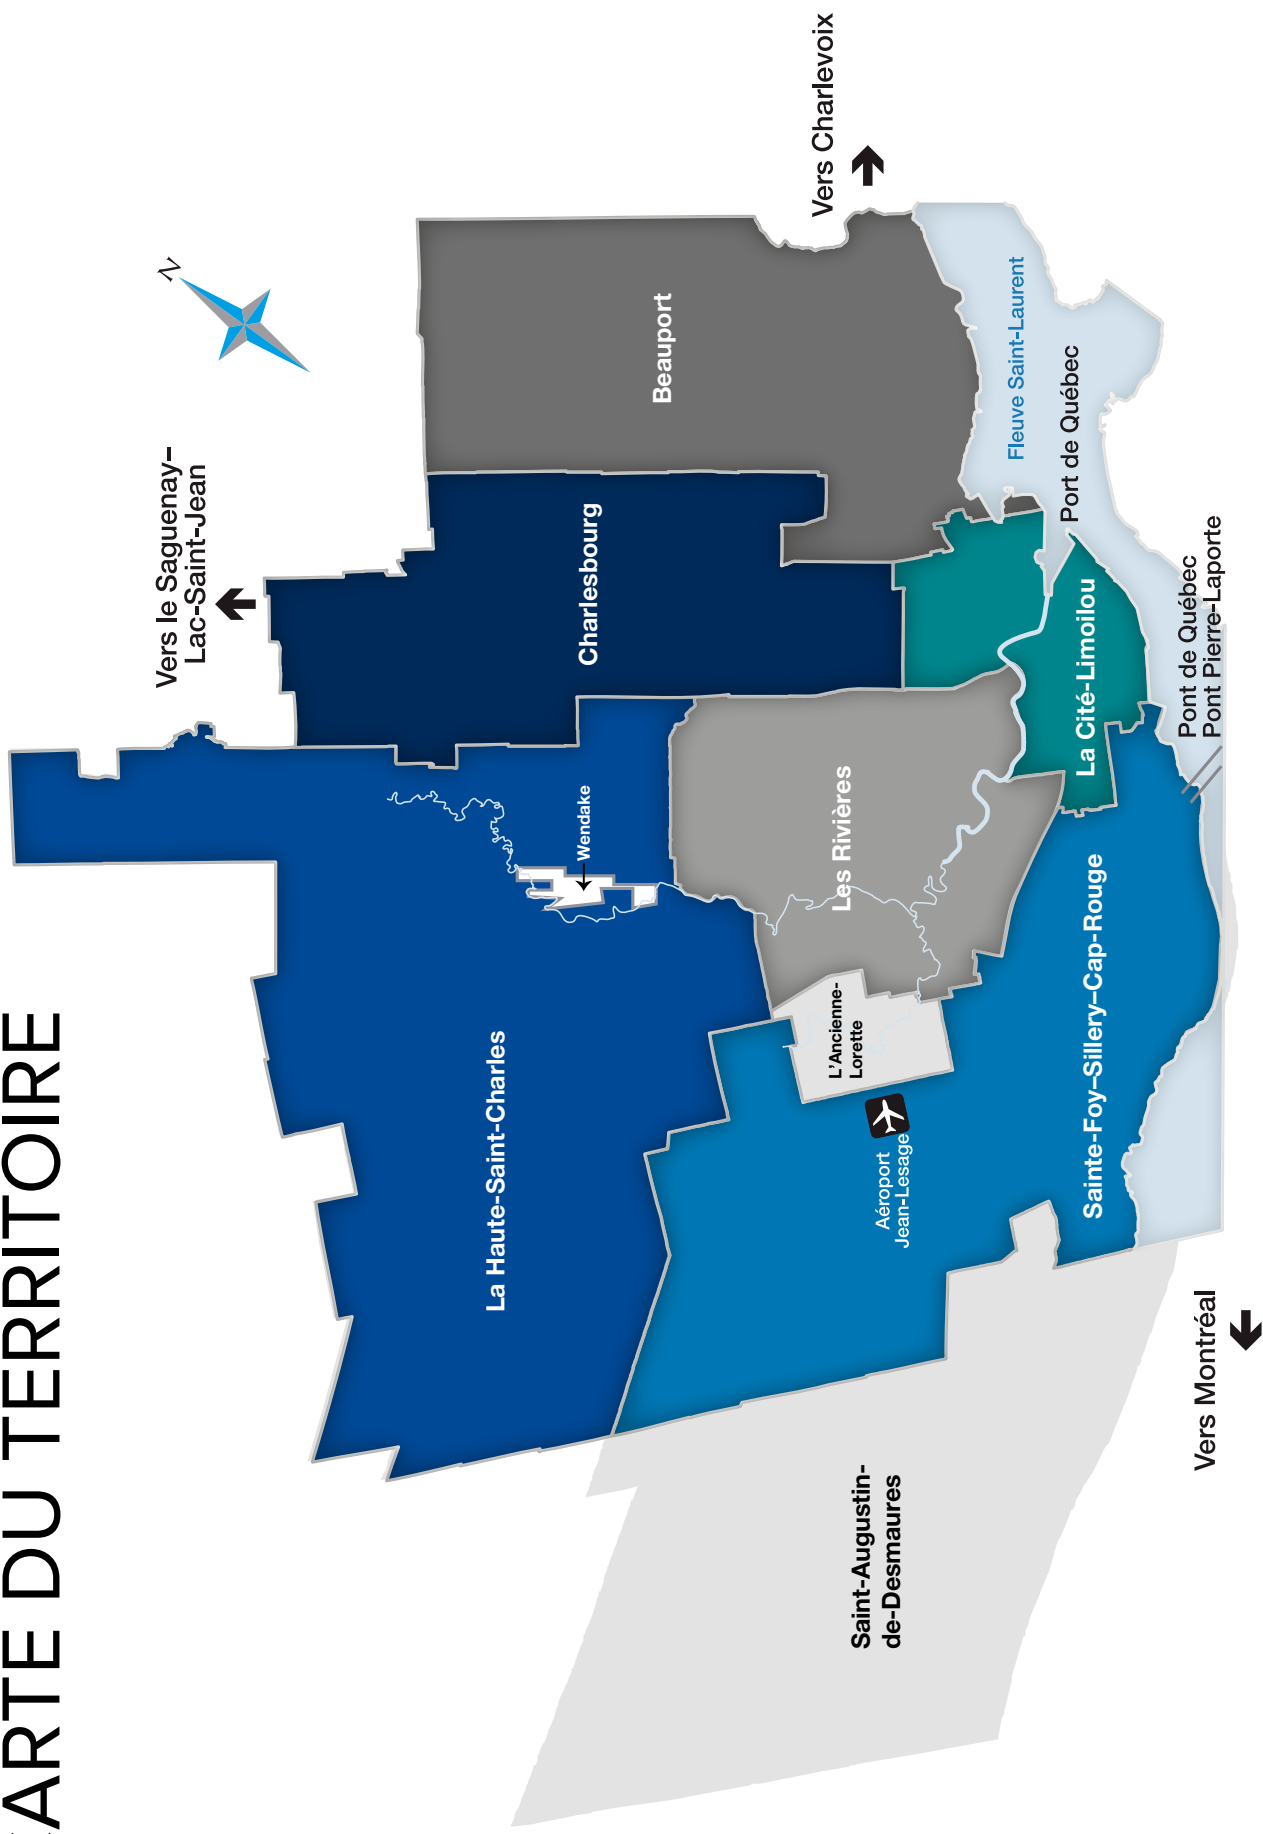 ARTE DU TERRITOIRE
N
Vers le Saguenay–
Lac-Saint-Jean
Vers Charlevoix
Beauport
Charlesbourg
Fleuve Saint-Laurent
Port de Québec
La Cité-Limoilou
Pont de Québec
Pont Pierre-Laporte
Wendake
Les Rivières
La Haute-Saint-Charles
L'Ancienne-
Lorette
Aéroport
Jean-Lesage
Sainte-Foy–Sillery–Cap-Rouge
Saint-Augustin-
de-Desmaures
Vers Montréal